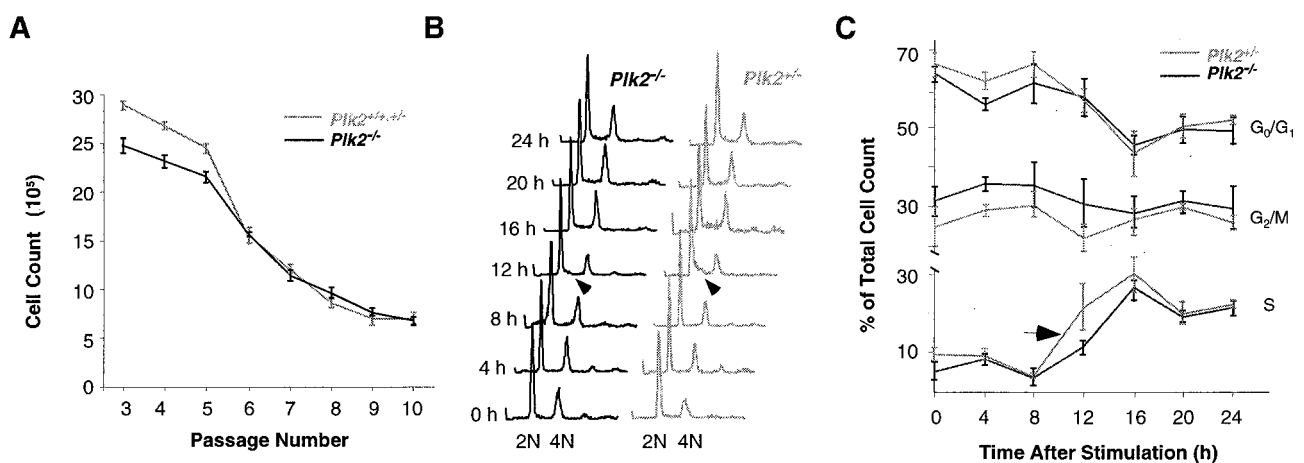 A
30
25
20
15
10
5
0
Cell Count (10⁵)
Plk2+/+,+/-
Plk2-/-
3 4 5 6 7 8 9 10
Passage Number
B
Plk2-/-
Plk2+/-
24 h
20 h
16 h
12 h
8 h
4 h
0 h
2N 4N
2N 4N
C
70
50
30
30
10
% of Total Cell Count
Plk2+/-
Plk2-/-
G₀/G₁
G₂/M
S
0 4 8 12 16 20 24
Time After Stimulation (h)